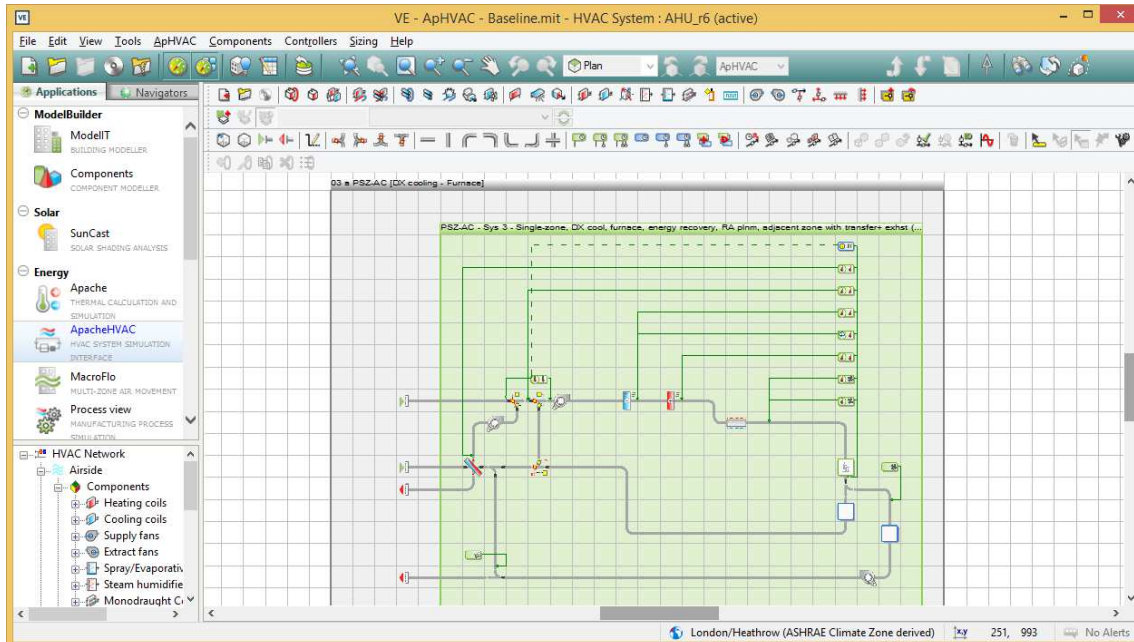 VE
VE - ApHVAC - Baseline.mit - HVAC System : AHU_r6 (active)
File Edit View Tools ApHVAC Components Controllers Sizing Help
Plan
ApHVAC
Applications
Navigators
ModelBuilder
ModelIT
BUILDING MODELLER
Components
COMPONENT MODELLER
Solar
SunCast
SOLAR SHADING ANALYSIS
Energy
Apache
THERMAL CALCULATION AND
SIMULATION
ApacheHVAC
HVAC SYSTEM SIMULATION
INTERFACE
MacroFlo
MULTI-ZONE AIR MOVEMENT
Process view
MANUFACTURING PROCESS
SIMULATION
HVAC Network
Airside
Components
Heating coils
Cooling coils
Supply fans
Extract fans
Spray/Evaporativ
Steam humidifie
Monodraught C
03 a PSZ-AC [DX cooling - Furnace]
PSZ-AC - Sys 3 - Single-zone, DX cool, furnace, energy recovery, RA plnm, adjacent zone with transfer+ exhst (...
London/Heathrow (ASHRAE Climate Zone derived)
x,y
251, 993
No Alerts